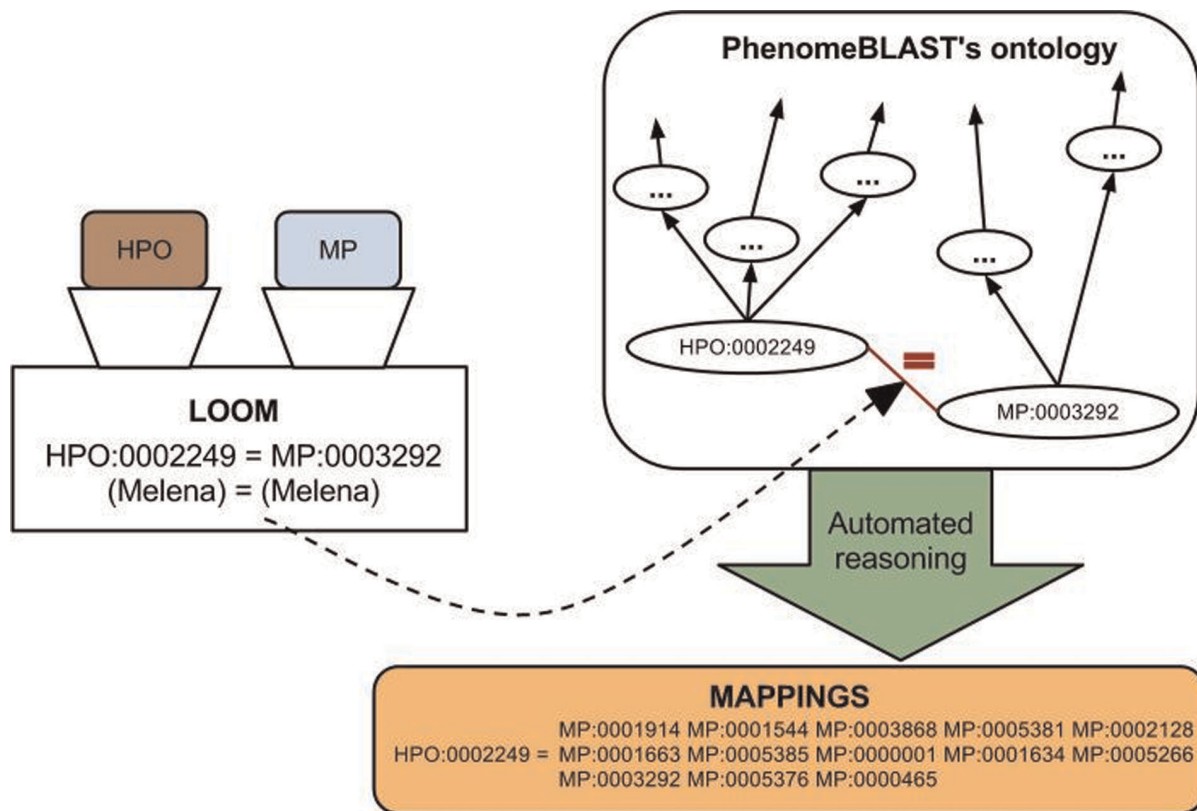 PhenomeBLAST's ontology
...
...
...
...
...
HPO
MP
HPO:0002249
=
MP:0003292
LOOM
HPO:0002249 = MP:0003292
(Melena) = (Melena)
Automated
reasoning
MAPPINGS
MP:0001914 MP:0001544 MP:0003868 MP:0005381 MP:0002128
HPO:0002249 = MP:0001663 MP:0005385 MP:0000001 MP:0001634 MP:0005266
MP:0003292 MP:0005376 MP:0000465